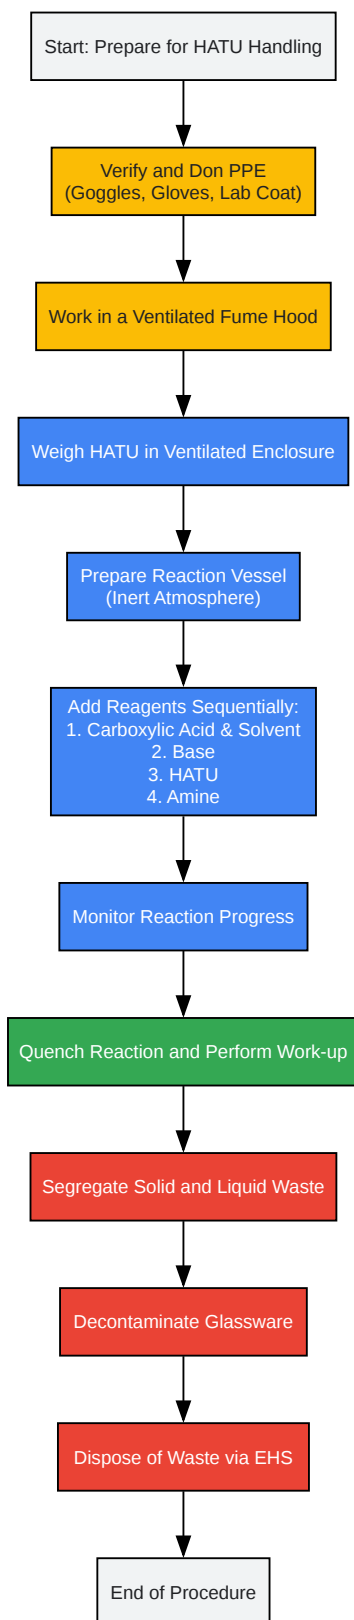 Start: Prepare for HATU Handling
Verify and Don PPE
(Goggles, Gloves, Lab Coat)
Work in a Ventilated Fume Hood
Weigh HATU in Ventilated Enclosure
Prepare Reaction Vessel
(Inert Atmosphere)
Add Reagents Sequentially:
1. Carboxylic Acid & Solvent
2. Base
3. HATU
4. Amine
Monitor Reaction Progress
Quench Reaction and Perform Work-up
Segregate Solid and Liquid Waste
Decontaminate Glassware
Dispose of Waste via EHS
End of Procedure